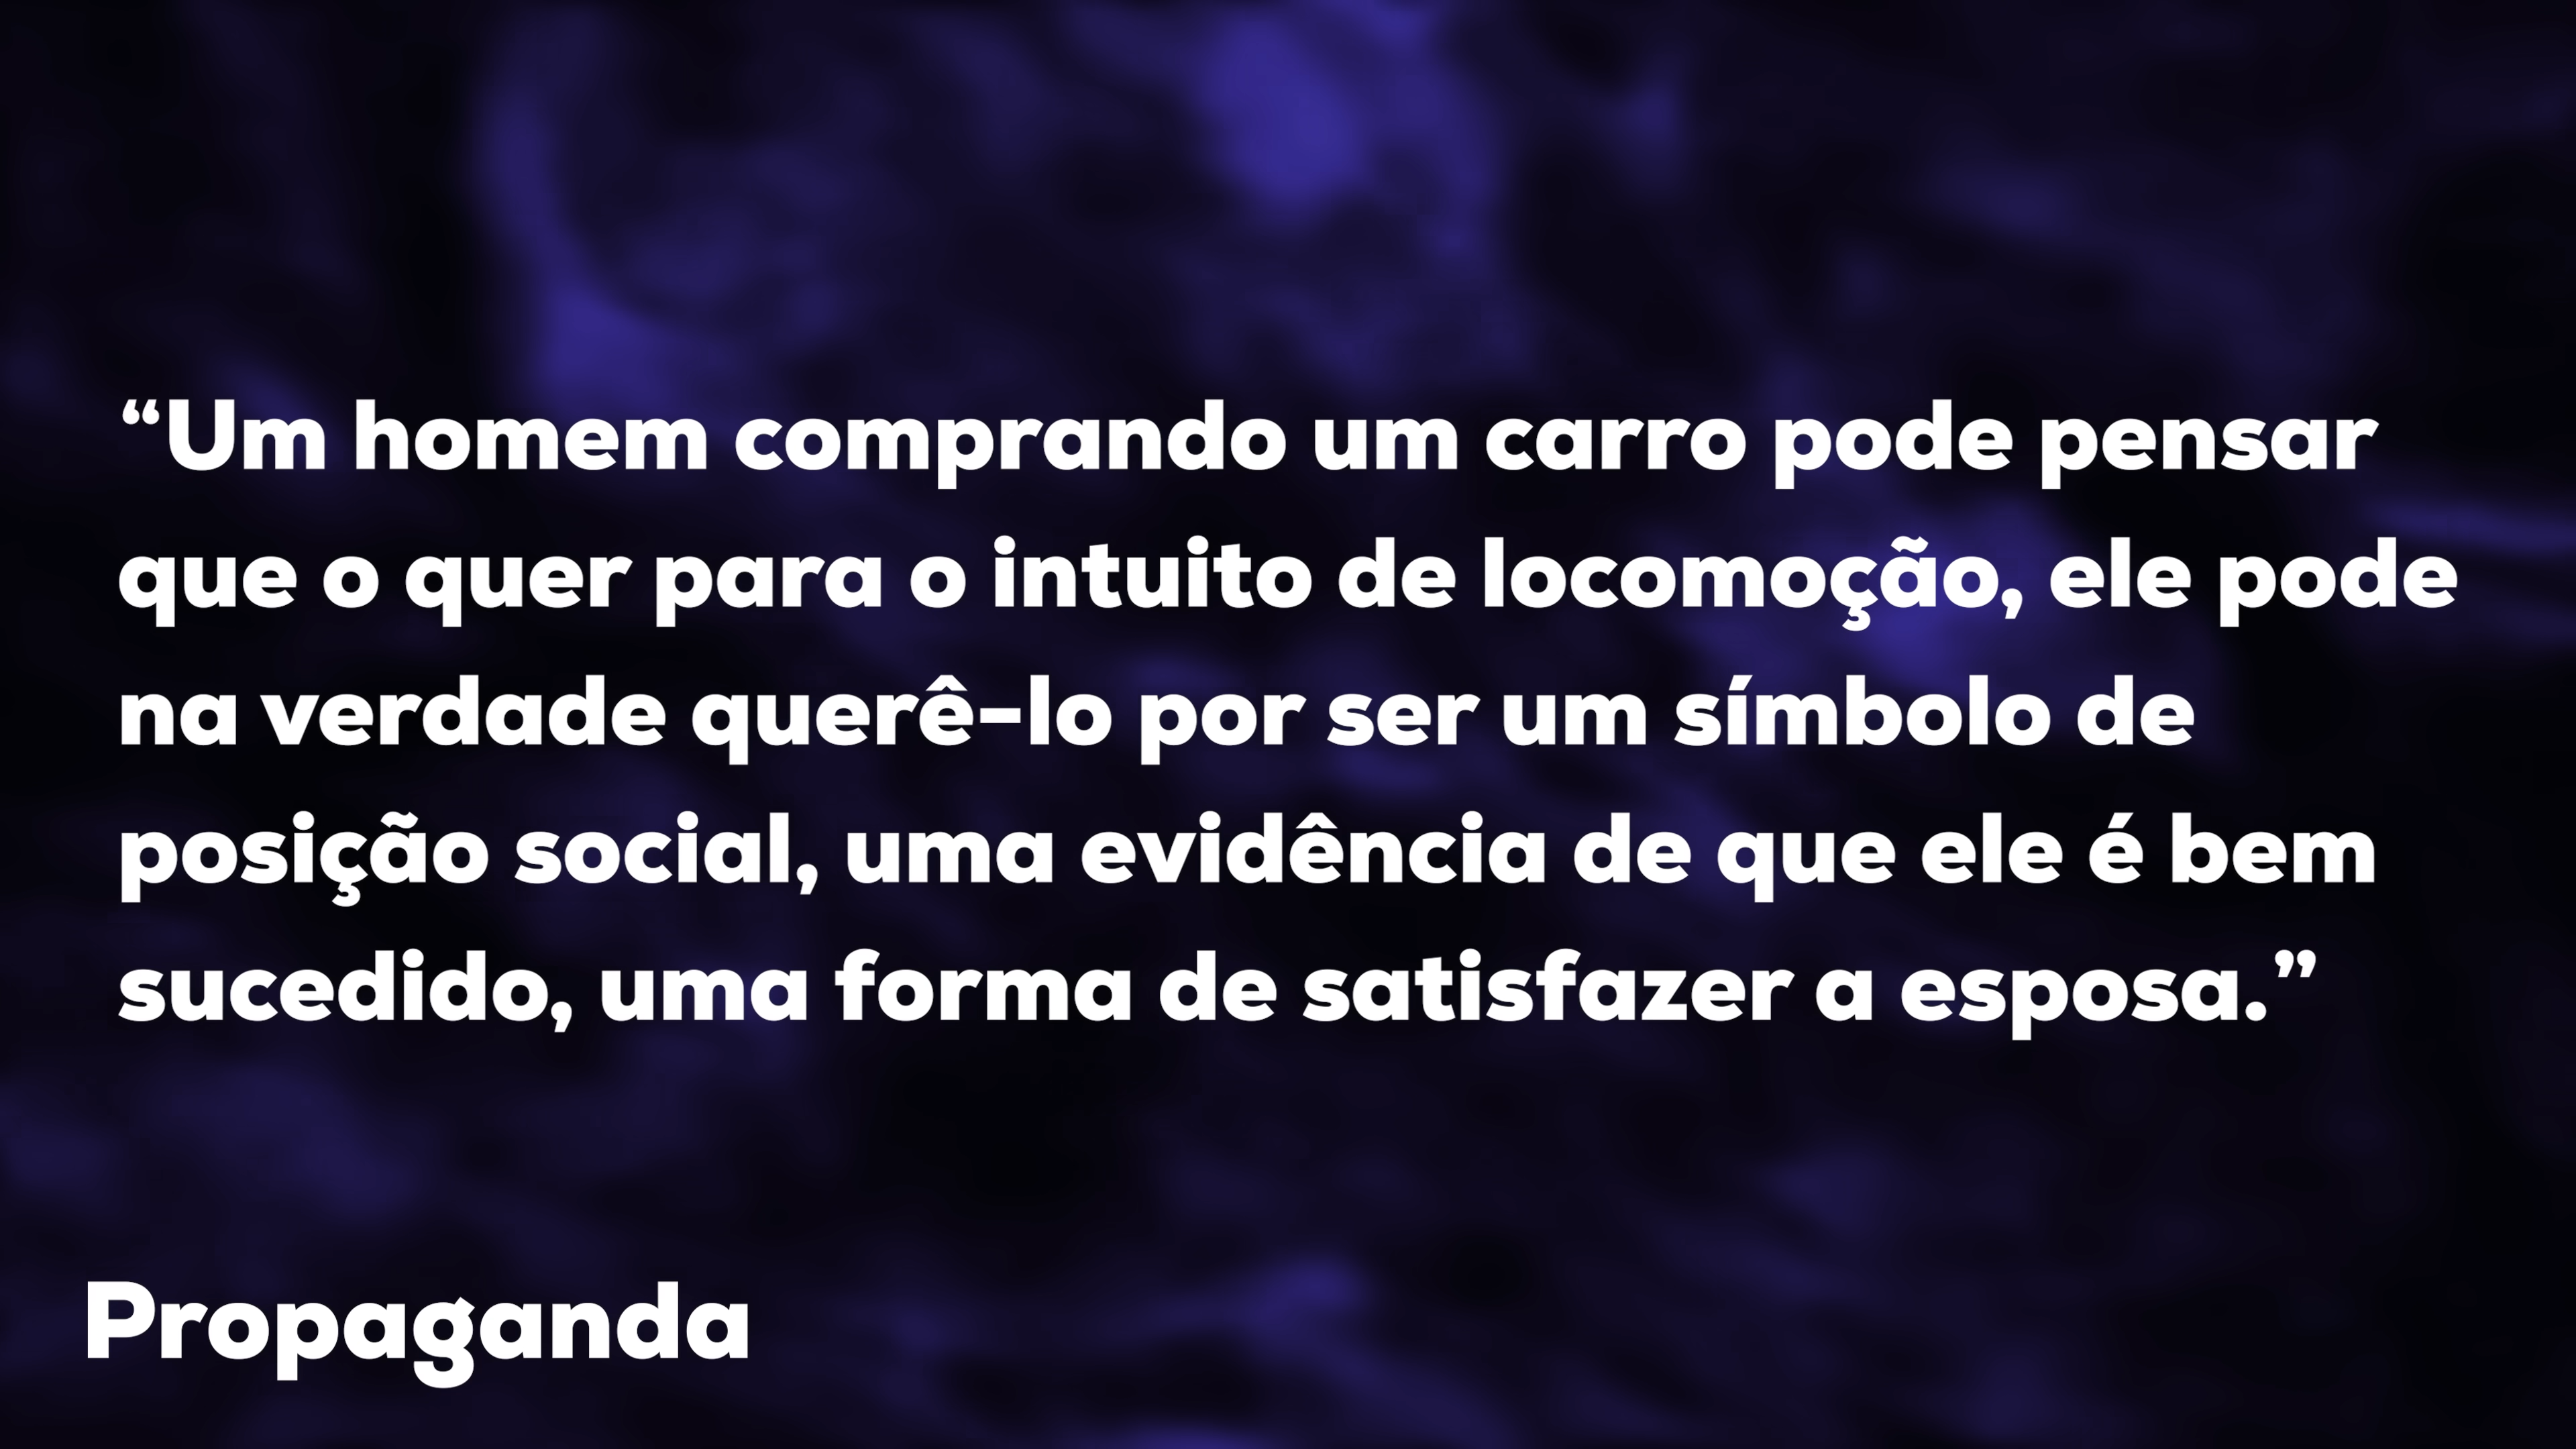 “Um homem comprando um carro pode pensar
que o quer para o intuito de locomoção, ele pode
na verdade querê-lo por ser um símbolo de
posição social, uma evidência de que ele é bem
sucedido, uma forma de satisfazer a esposa.”
Propaganda